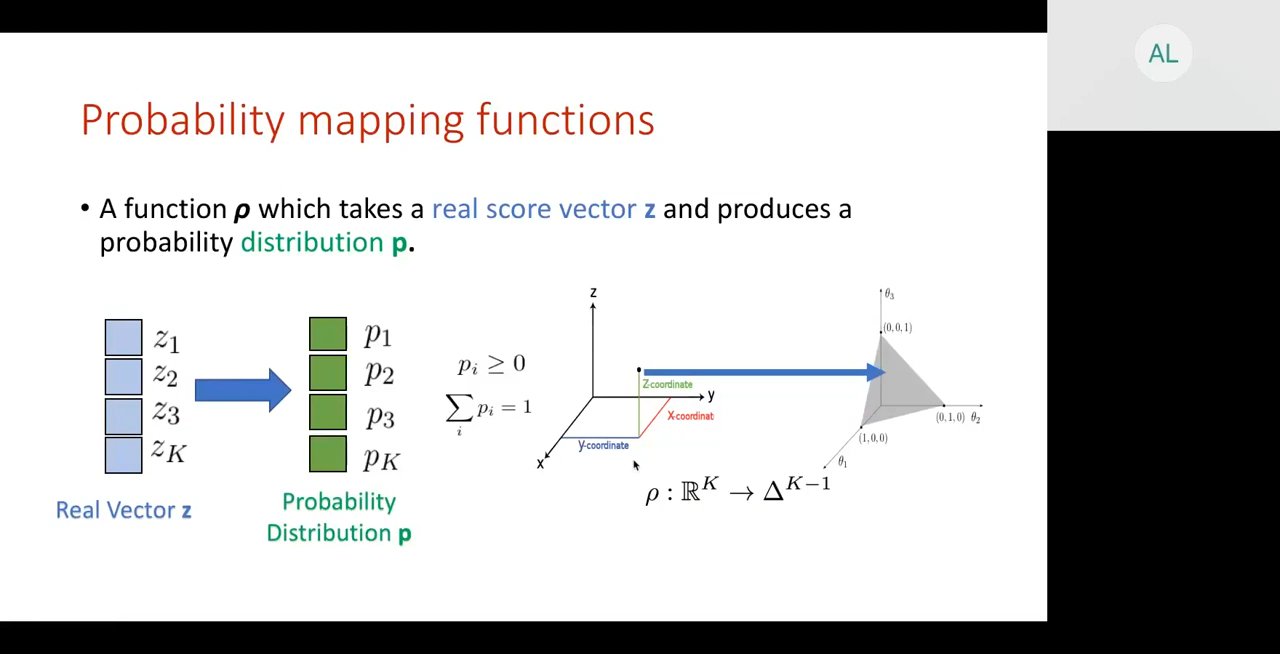 AL
Probability mapping functions
• A function ρ which takes a real score vector z and produces a
probability distribution p.
z₁
z₂
z₃
z_K
Real Vector z
p₁
p₂
p₃
p_K
Probability
Distribution p
pᵢ ≥ 0
∑ᵢ pᵢ = 1
z
y
x
Z-coordinate
X-coordinat
y-coordinate
ρ : ℝ^K → Δ^{K−1}
θ₃
(0, 0, 1)
(0, 1, 0) θ₂
(1, 0, 0)
θ₁